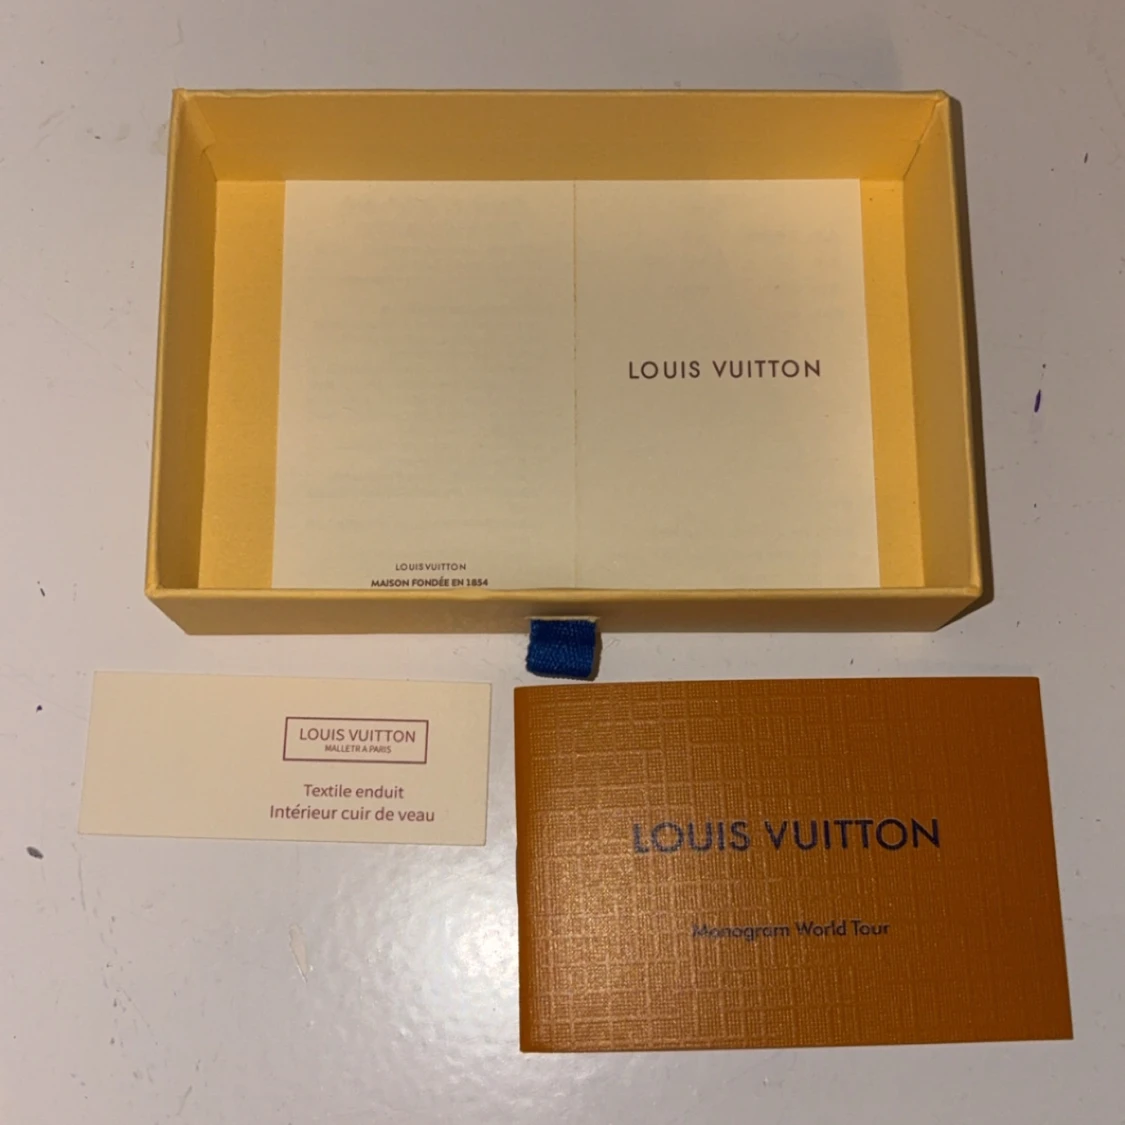 LOUIS VUITTON
LOUIS VUITTON
MAISON FONDÉE EN 1854
LOUIS VUITTON
MALLETR A PARIS
Textile enduit
Intérieur cuir de veau
LOUIS VUITTON
Monogram World Tour